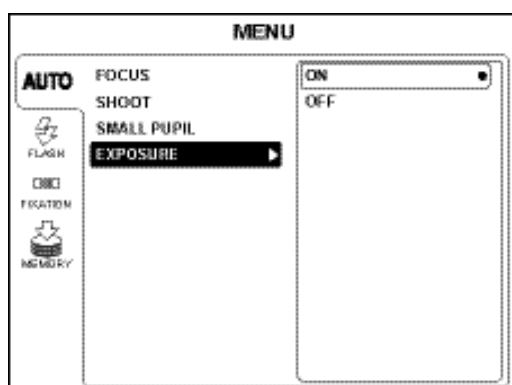 MENU
AUTO
FLASH
FIXATION
MEMORY
FOCUS
SHOOT
SMALL PUPIL
EXPOSURE
ON
OFF